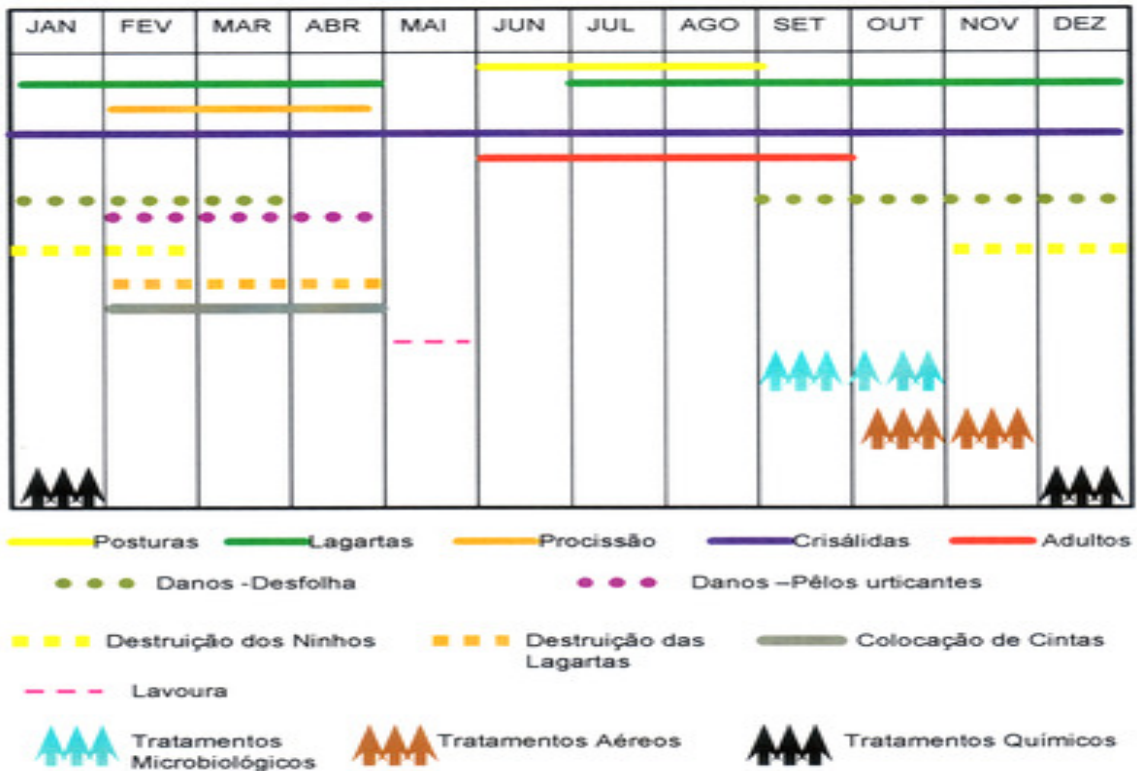 JAN FEV MAR ABR MAI JUN JUL AGO SET OUT NOV DEZ
Posturas Lagartas Procissão Crisálidas Adultos
Danos -Desfolha Danos –Pêlos urticantes
Destruição dos Ninhos Destruição das Colocação de Cintas
Lagartas
Lavoura
Tratamentos Tratamentos Aéreos Tratamentos Químicos
Microbiológicos